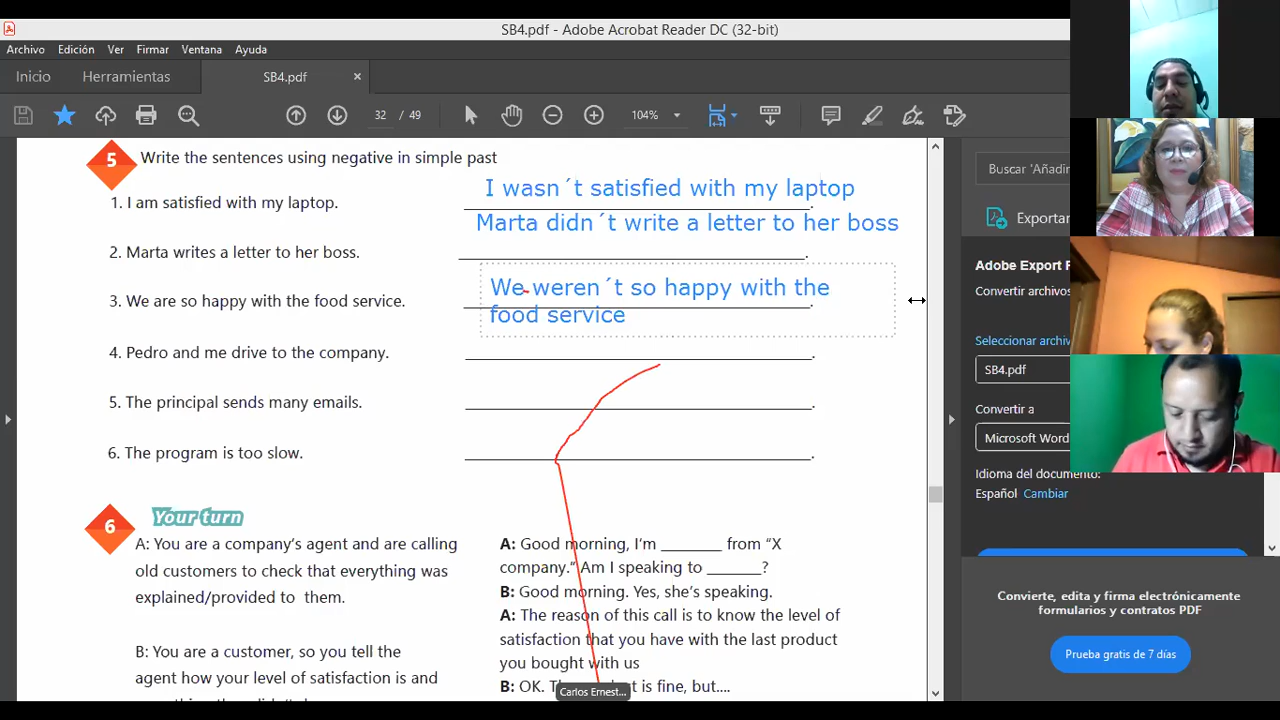 SB4.pdf - Adobe Acrobat Reader DC (32-bit)
Archivo Edición Ver Firmar Ventana Ayuda
Inicio Herramientas SB4.pdf ×
32 / 49 104%
5 Write the sentences using negative in simple past
I wasn´t satisfied with my laptop
1. I am satisfied with my laptop. ____________.
Marta didn´t write a letter to her boss
2. Marta writes a letter to her boss. ____________.
We weren´t so happy with the
3. We are so happy with the food service. ____________.
food service
4. Pedro and me drive to the company. ____________.
5. The principal sends many emails. ____________.
6. The program is too slow. ____________.
6 Your turn
A: You are a company's agent and are calling
old customers to check that everything was
explained/provided to them.
B: You are a customer, so you tell the
agent how your level of satisfaction is and
A: Good morning, I'm _______ from "X
company." Am I speaking to _______?
B: Good morning. Yes, she's speaking.
A: The reason of this call is to know the level of
satisfaction that you have with the last product
you bought with us
B: OK. is fine, but....
Carlos Ernest...
Buscar 'Añadi
Exportar
Adobe Export
Convertir archivos
Seleccionar archiv
SB4.pdf
Convertir a
Microsoft Word
Idioma del documento:
Español Cambiar
Convierte, edita y firma electrónicamente
formularios y contratos PDF
Prueba gratis de 7 días